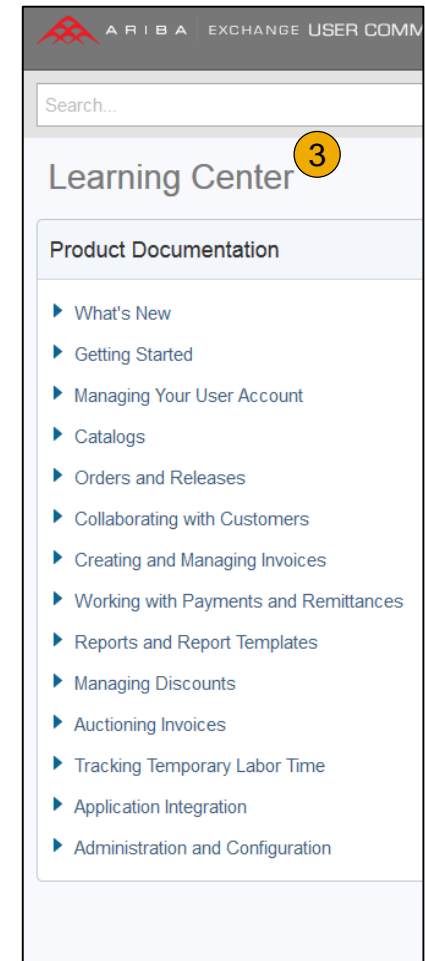 ARIBA EXCHANGE USER COMM
Search...
Learning Center 3
Product Documentation
What's New
Getting Started
Managing Your User Account
Catalogs
Orders and Releases
Collaborating with Customers
Creating and Managing Invoices
Working with Payments and Remittances
Reports and Report Templates
Managing Discounts
Auctioning Invoices
Tracking Temporary Labor Time
Application Integration
Administration and Configuration